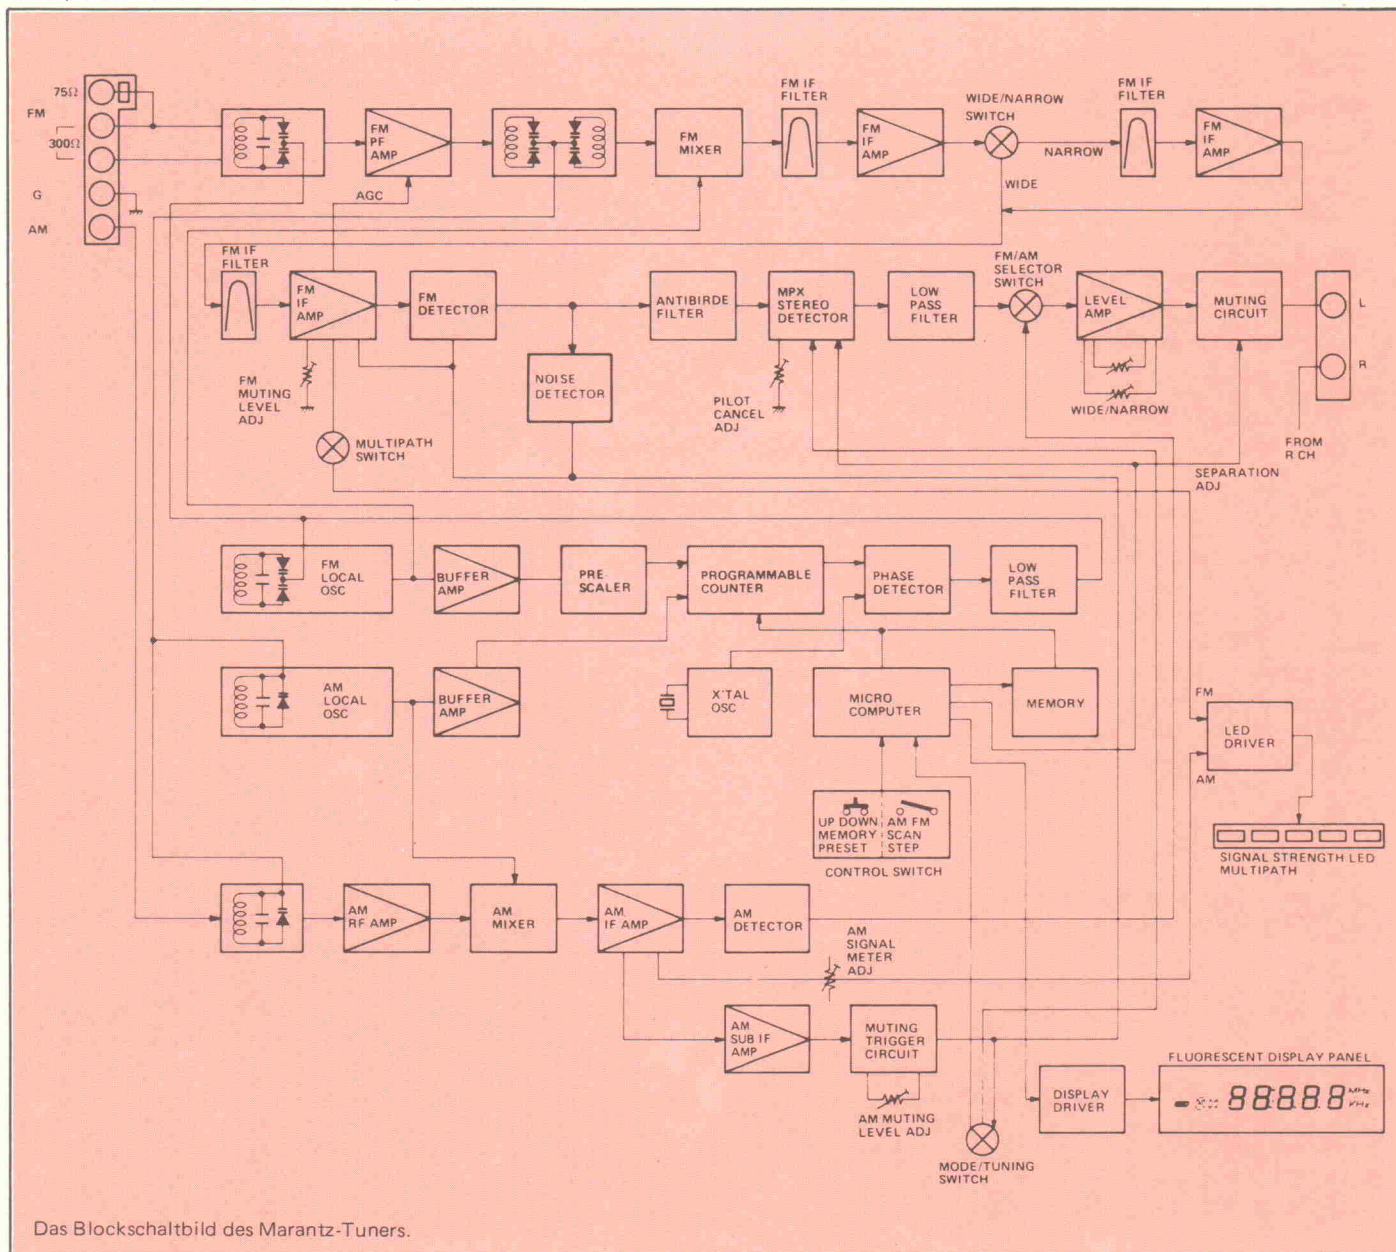 75Ω
FM
300Ω
G
AM
FM
PF
AMP
AGC
FM
MIXER
FM IF
FILTER
FM
IF
AMP
WIDE/NARROW
SWITCH
NARROW
WIDE
FM IF
FILTER
FM
IF
AMP
FM IF
FILTER
FM
IF
AMP
FM
DETECTOR
ANTIBIRDE
FILTER
MPX
STEREO
DETECTOR
LOW
PASS
FILTER
FM/AM
SELECTOR
SWITCH
LEVEL
AMP
MUTING
CIRCUIT
L
R
FM
MUTING
LEVEL
ADJ
NOISE
DETECTOR
PILOT
CANCEL
ADJ
WIDE/NARROW
MULTIPATH
SWITCH
FROM
R CH
SEPARATION
ADJ
FM
LOCAL
OSC
BUFFER
AMP
PRE-
SCALER
PROGRAMMABLE
COUNTER
PHASE
DETECTOR
LOW
PASS
FILTER
AM
LOCAL
OSC
BUFFER
AMP
X'TAL
OSC
MICRO
COMPUTER
MEMORY
FM
LED
DRIVER
AM
UP DOWN
MEMORY
PRESET
AM FM
SCAN
STEP
CONTROL SWITCH
SIGNAL STRENGTH LED
MULTIPATH
AM
RF AMP
AM
MIXER
AM
IF AMP
AM
DETECTOR
AM
SIGNAL
METER
ADJ
AM
SUB IF
AMP
MUTING
TRIGGER
CIRCUIT
AM MUTING
LEVEL ADJ
MODE/TUNING
SWITCH
DISPLAY
DRIVER
FLUORESCENT DISPLAY PANEL
88888
MHz
KHz
Das Blockschaltbild des Marantz-Tuners.